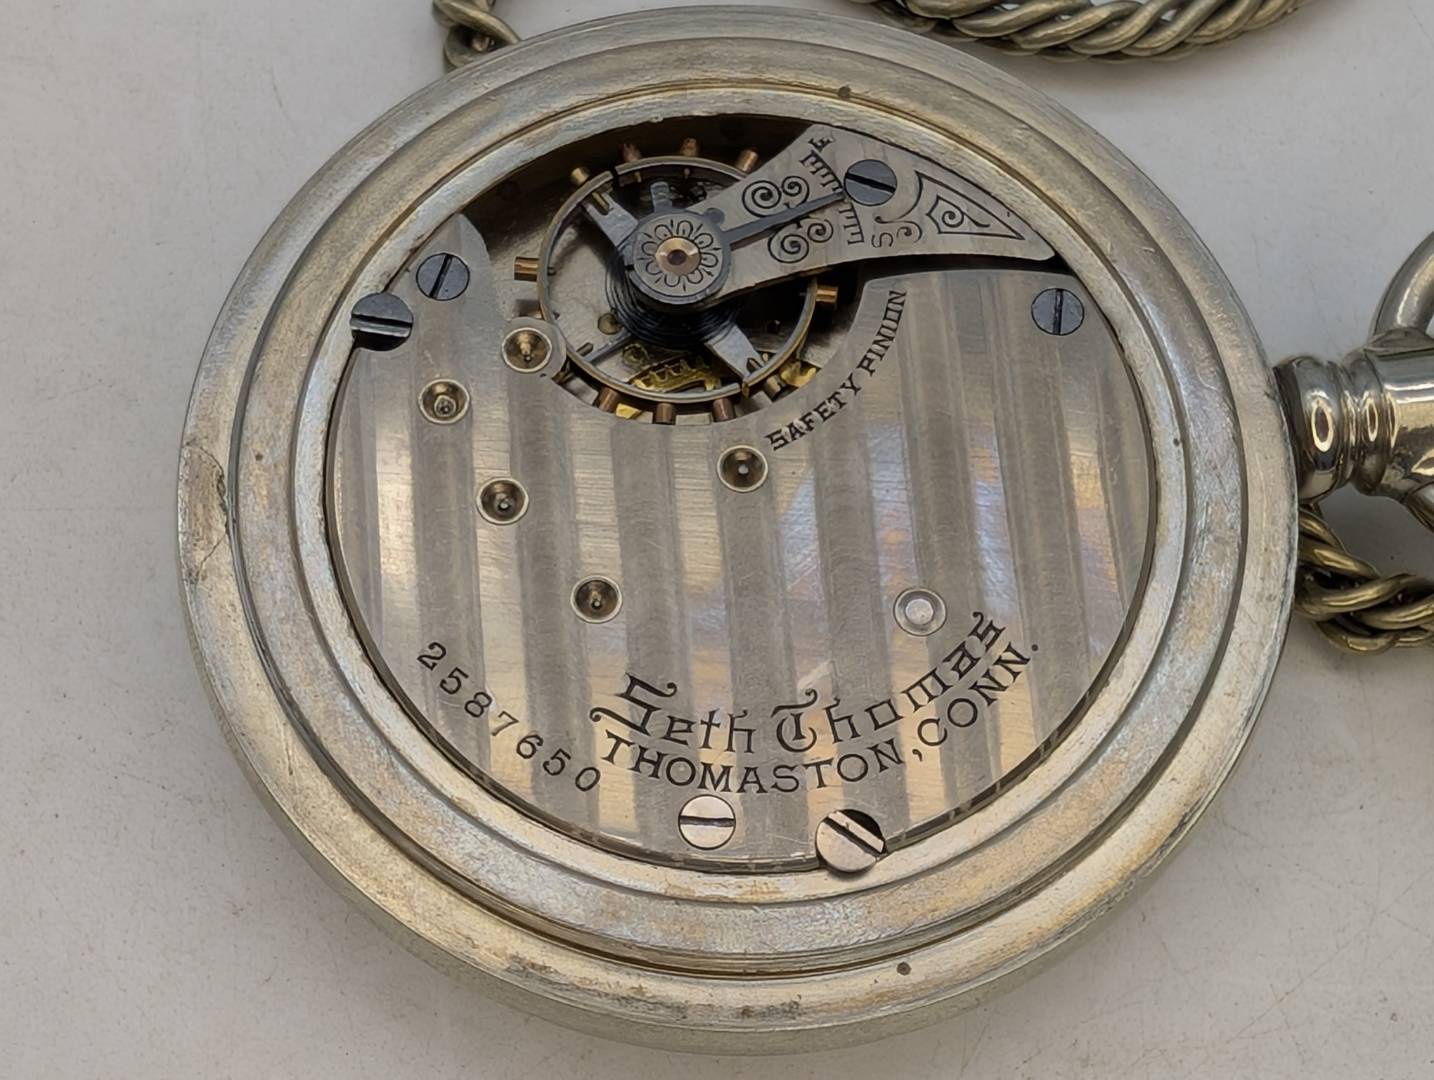 F
S
SAFETY PINION
2587650
Seth Thomas
THOMASTON, CONN.